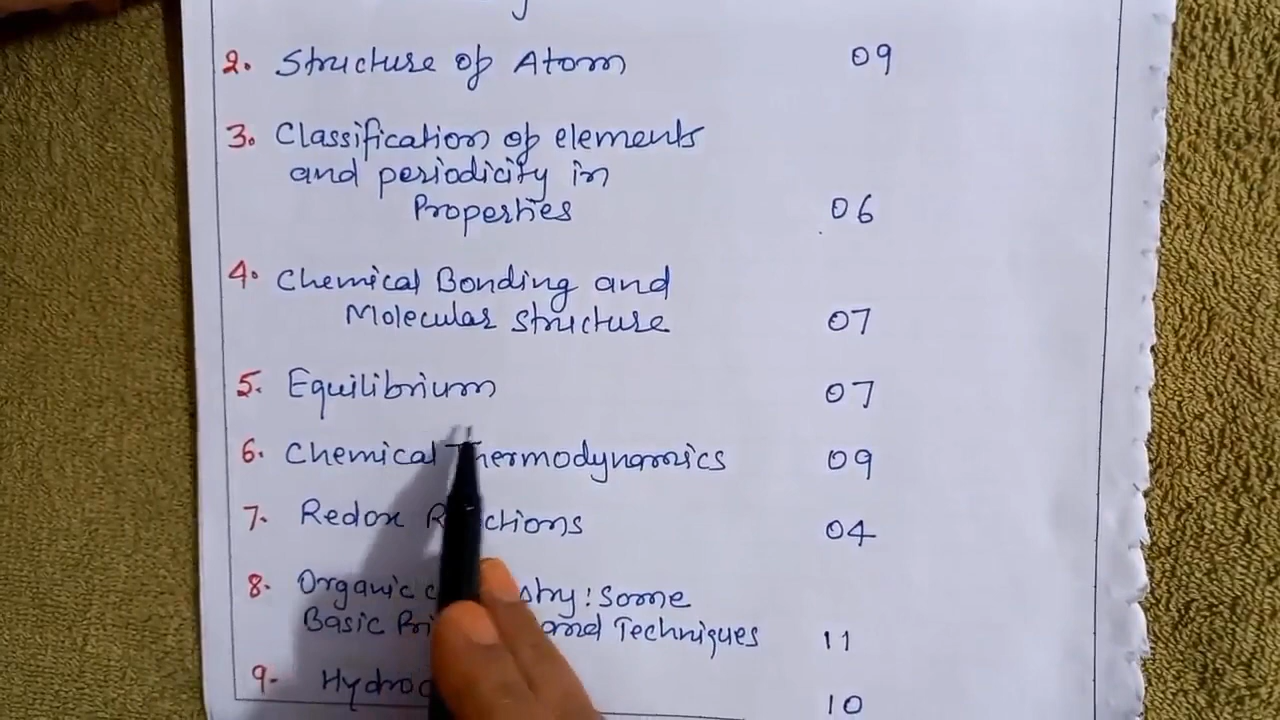 2. Structure of Atom 09
3. Classification of elements
and periodicity in
Properties 06
4. Chemical Bonding and
Molecular structure 07
5. Equilibrium 07
6. Chemical Thermodynamics 09
7. Redox 04
8. Organic : Some
Basic and Techniques 11
9. 10